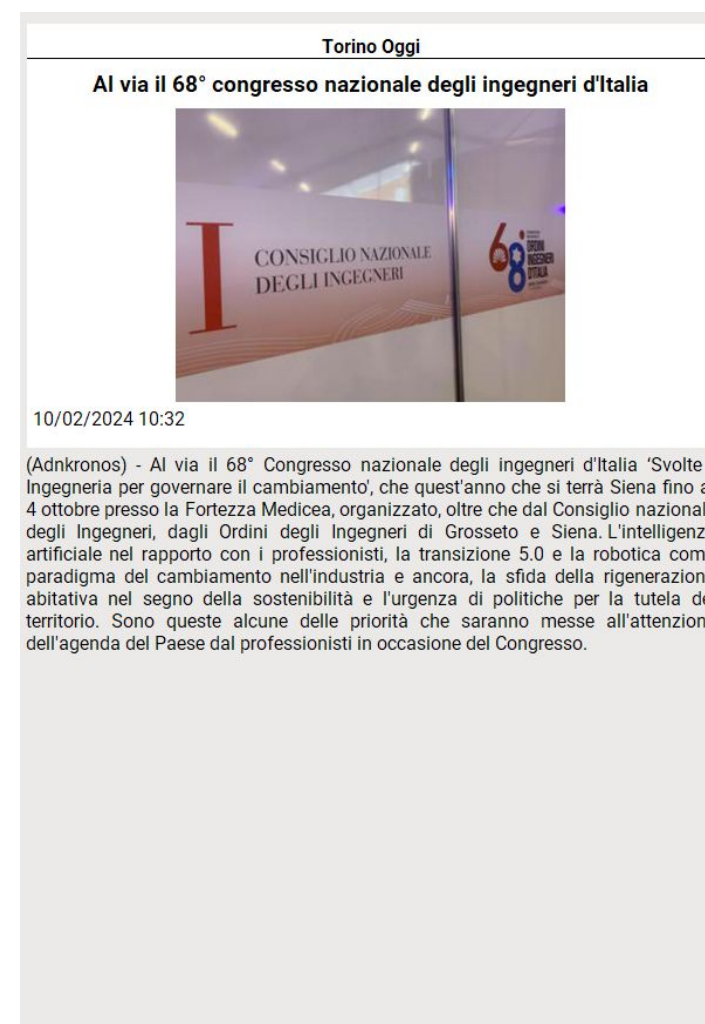 Torino Oggi
Al via il 68° congresso nazionale degli ingegneri d'Italia
I
CONSIGLIO NAZIONALE
DEGLI INGEGNERI
68°
ORDINI
INGEGNERI
D'ITALIA
10/02/2024 10:32
(Adnkronos) - Al via il 68° Congresso nazionale degli ingegneri d'Italia ‘Svolte
Ingegneria per governare il cambiamento', che quest'anno che si terrà Siena fino a
4 ottobre presso la Fortezza Medicea, organizzato, oltre che dal Consiglio nazional
degli Ingegneri, dagli Ordini degli Ingegneri di Grosseto e Siena. L'intelligenz
artificiale nel rapporto con i professionisti, la transizione 5.0 e la robotica com
paradigma del cambiamento nell'industria e ancora, la sfida della rigenerazion
abitativa nel segno della sostenibilità e l'urgenza di politiche per la tutela de
territorio. Sono queste alcune delle priorità che saranno messe all'attenzion
dell'agenda del Paese dal professionisti in occasione del Congresso.